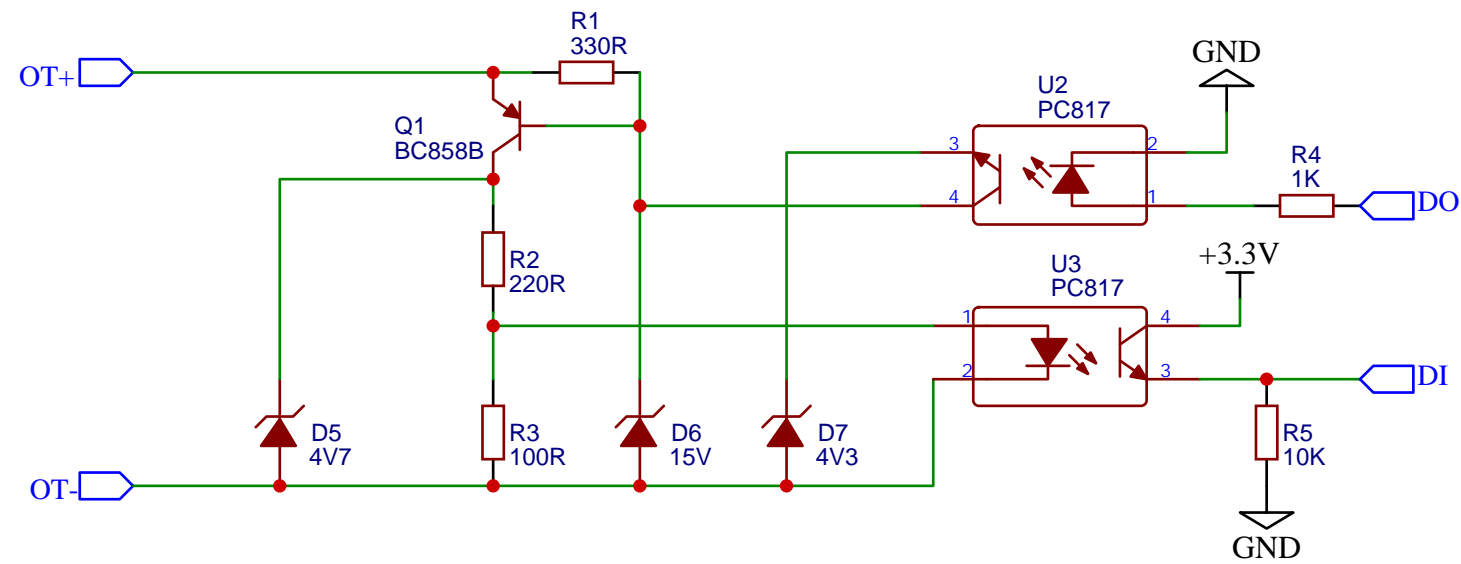 R1
330R
OT+
Q1
BC858B
R2
220R
R3
100R
D5
4V7
D6
15V
D7
4V3
OT-
U2
PC817
3
4
2
1
GND
R4
1K
DO
+3.3V
U3
PC817
1
2
4
3
DI
R5
10K
GND